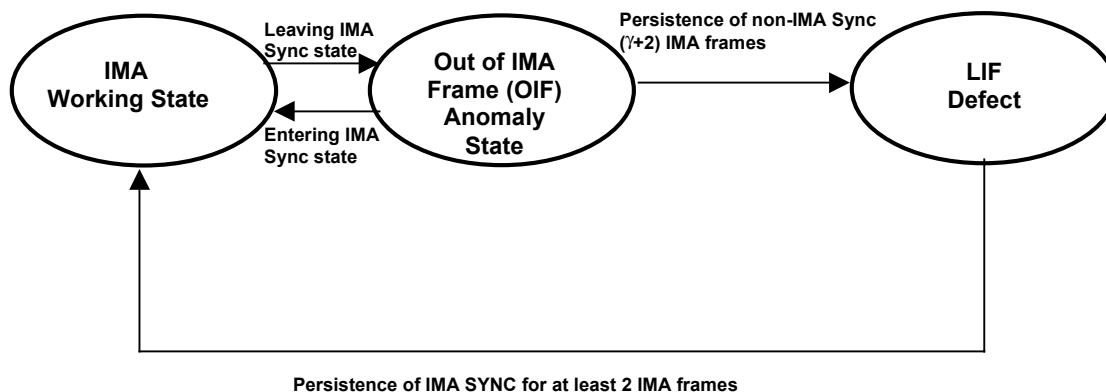 Leaving IMA
Sync state
IMA
Working State
Entering IMA
Sync state
Out of IMA
Frame (OIF)
Anomaly
State
Persistence of non-IMA Sync
(γ+2) IMA frames
LIF
Defect
Persistence of IMA SYNC for at least 2 IMA frames